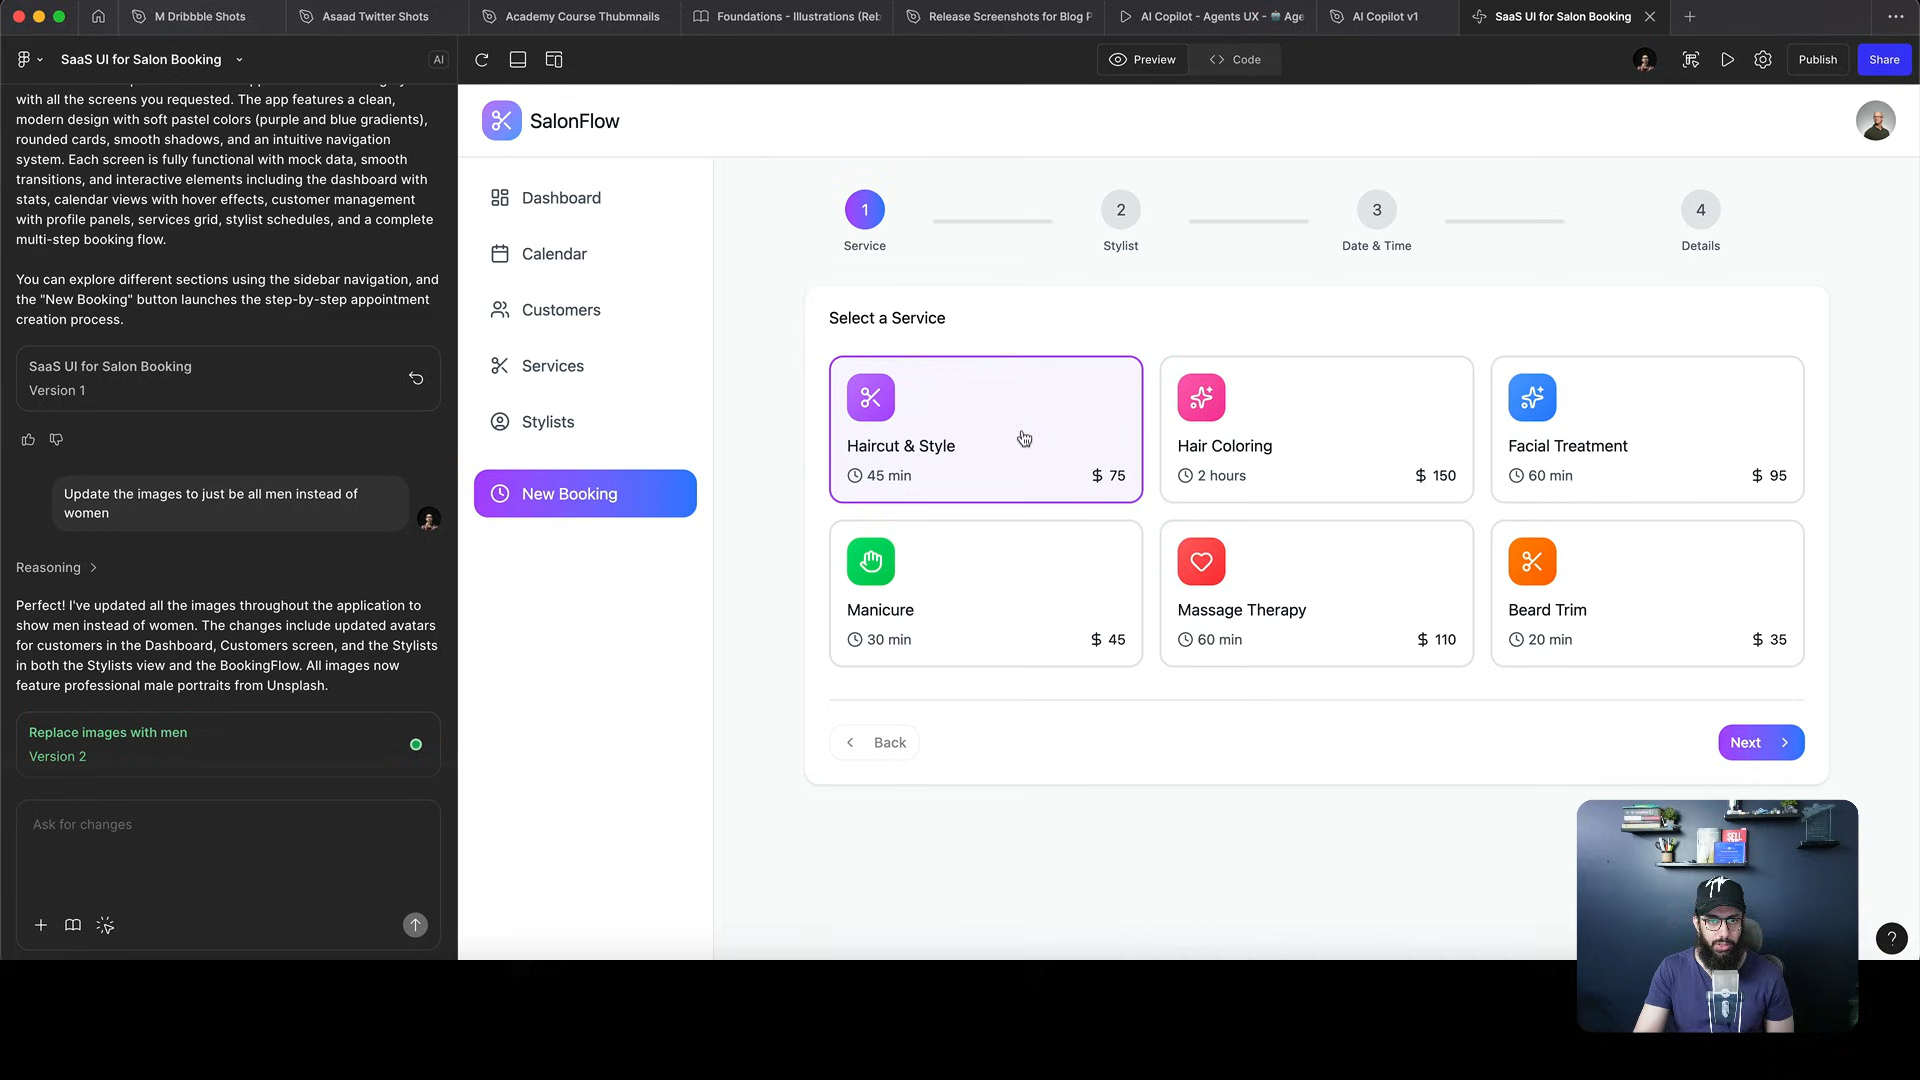 M Dribbble Shots
Asaad Twitter Shots
Academy Course Thubmnails
Foundations - Illustrations (Reb
Release Screenshots for Blog P
AI Copilot - Agents UX - Age
AI Copilot v1
SaaS UI for Salon Booking
SaaS UI for Salon Booking
AI
Preview
Code
Publish
Share
with all the screens you requested. The app features a clean,
modern design with soft pastel colors (purple and blue gradients),
rounded cards, smooth shadows, and an intuitive navigation
system. Each screen is fully functional with mock data, smooth
transitions, and interactive elements including the dashboard with
stats, calendar views with hover effects, customer management
with profile panels, services grid, stylist schedules, and a complete
multi-step booking flow.
You can explore different sections using the sidebar navigation, and
the "New Booking" button launches the step-by-step appointment
creation process.
SaaS UI for Salon Booking
Version 1
Update the images to just be all men instead of
women
Reasoning
Perfect! I've updated all the images throughout the application to
show men instead of women. The changes include updated avatars
for customers in the Dashboard, Customers screen, and the Stylists
in both the Stylists view and the BookingFlow. All images now
feature professional male portraits from Unsplash.
Replace images with men
Version 2
Ask for changes
SalonFlow
Dashboard
Calendar
Customers
Services
Stylists
New Booking
1
2
3
4
Service
Stylist
Date & Time
Details
Select a Service
Haircut & Style
45 min
$ 75
Hair Coloring
2 hours
$ 150
Facial Treatment
60 min
$ 95
Manicure
30 min
$ 45
Massage Therapy
60 min
$ 110
Beard Trim
20 min
$ 35
Back
Next
SELL
?